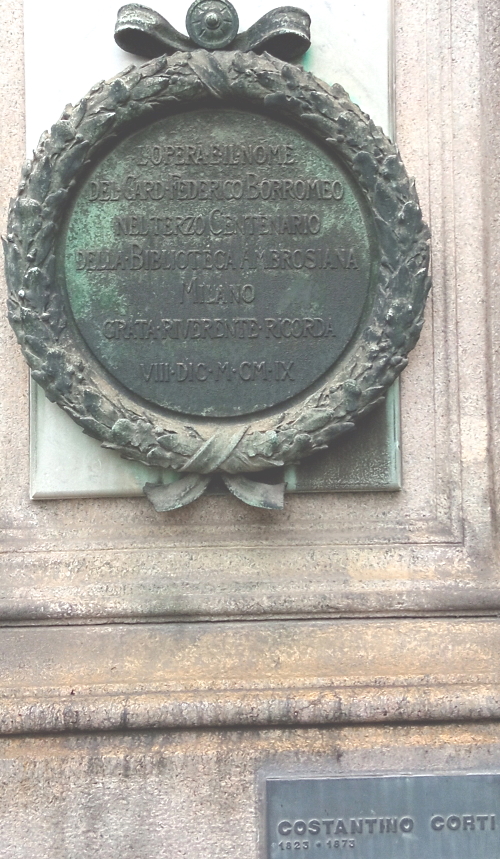 L'OPERA E IL NOME
DEL CARD·FEDERICO BORROMEO
NEL TERZO CENTENARIO
DELLA BIBLIOTECA AMBROSIANA
MILANO
GRATA·RIVERENTE·RICORDA
VIII·DIC·M·CM·IX
COSTANTINO CORTI
1823 • 1873